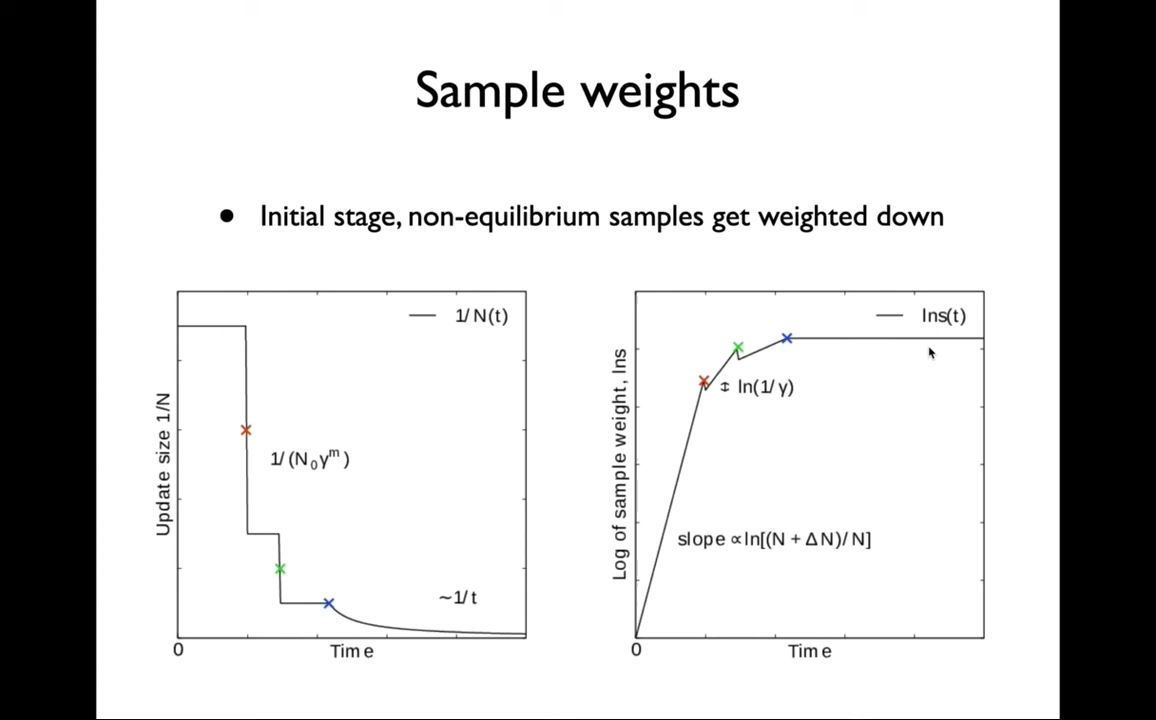 Sample weights
● Initial stage, non-equilibrium samples get weighted down
1/N(t)
Update size 1/N
1/(N₀γᵐ)
~1/t
0
Time
lns(t)
Log of sample weight, lns
ln(1/γ)
slope ∝ln[(N + ΔN)/N]
0
Time